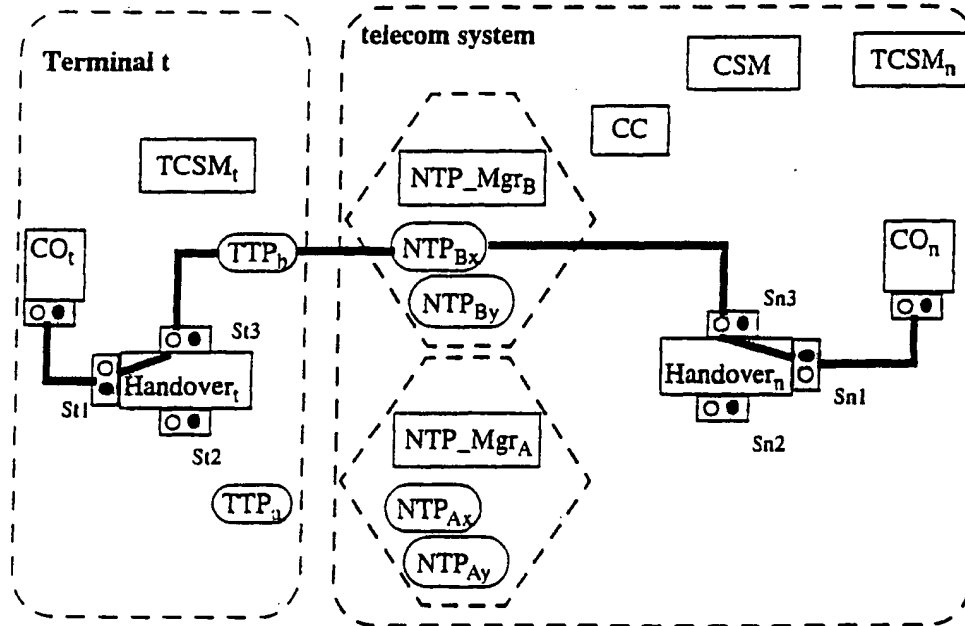 Terminal t
telecom system
CSM
TCSMn
CC
TCSMt
NTP_MgrB
COt
TTPb
NTPBx
COn
NTPBy
St3
Sn3
Handovert
Handovern
St1
Sn1
St2
Sn2
NTP_MgrA
TTPa
NTPAx
NTPAy